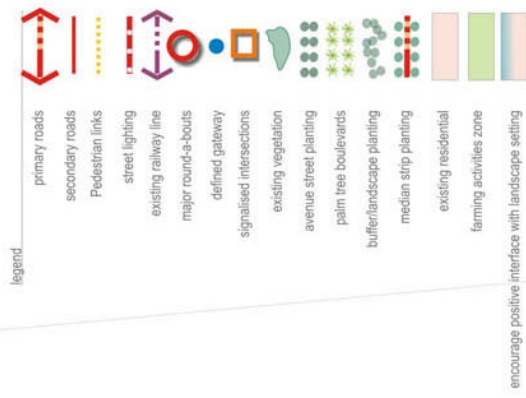 legend
primary roads
secondary roads
Pedestrian links
street lighting
existing railway line
major round-a-bouts
defined gateway
signalised intersections
existing vegetation
avenue street planting
palm tree boulevards
buffer/landscape planting
median strip planting
existing residential
farming activities zone
encourage positive interface with landscape setting